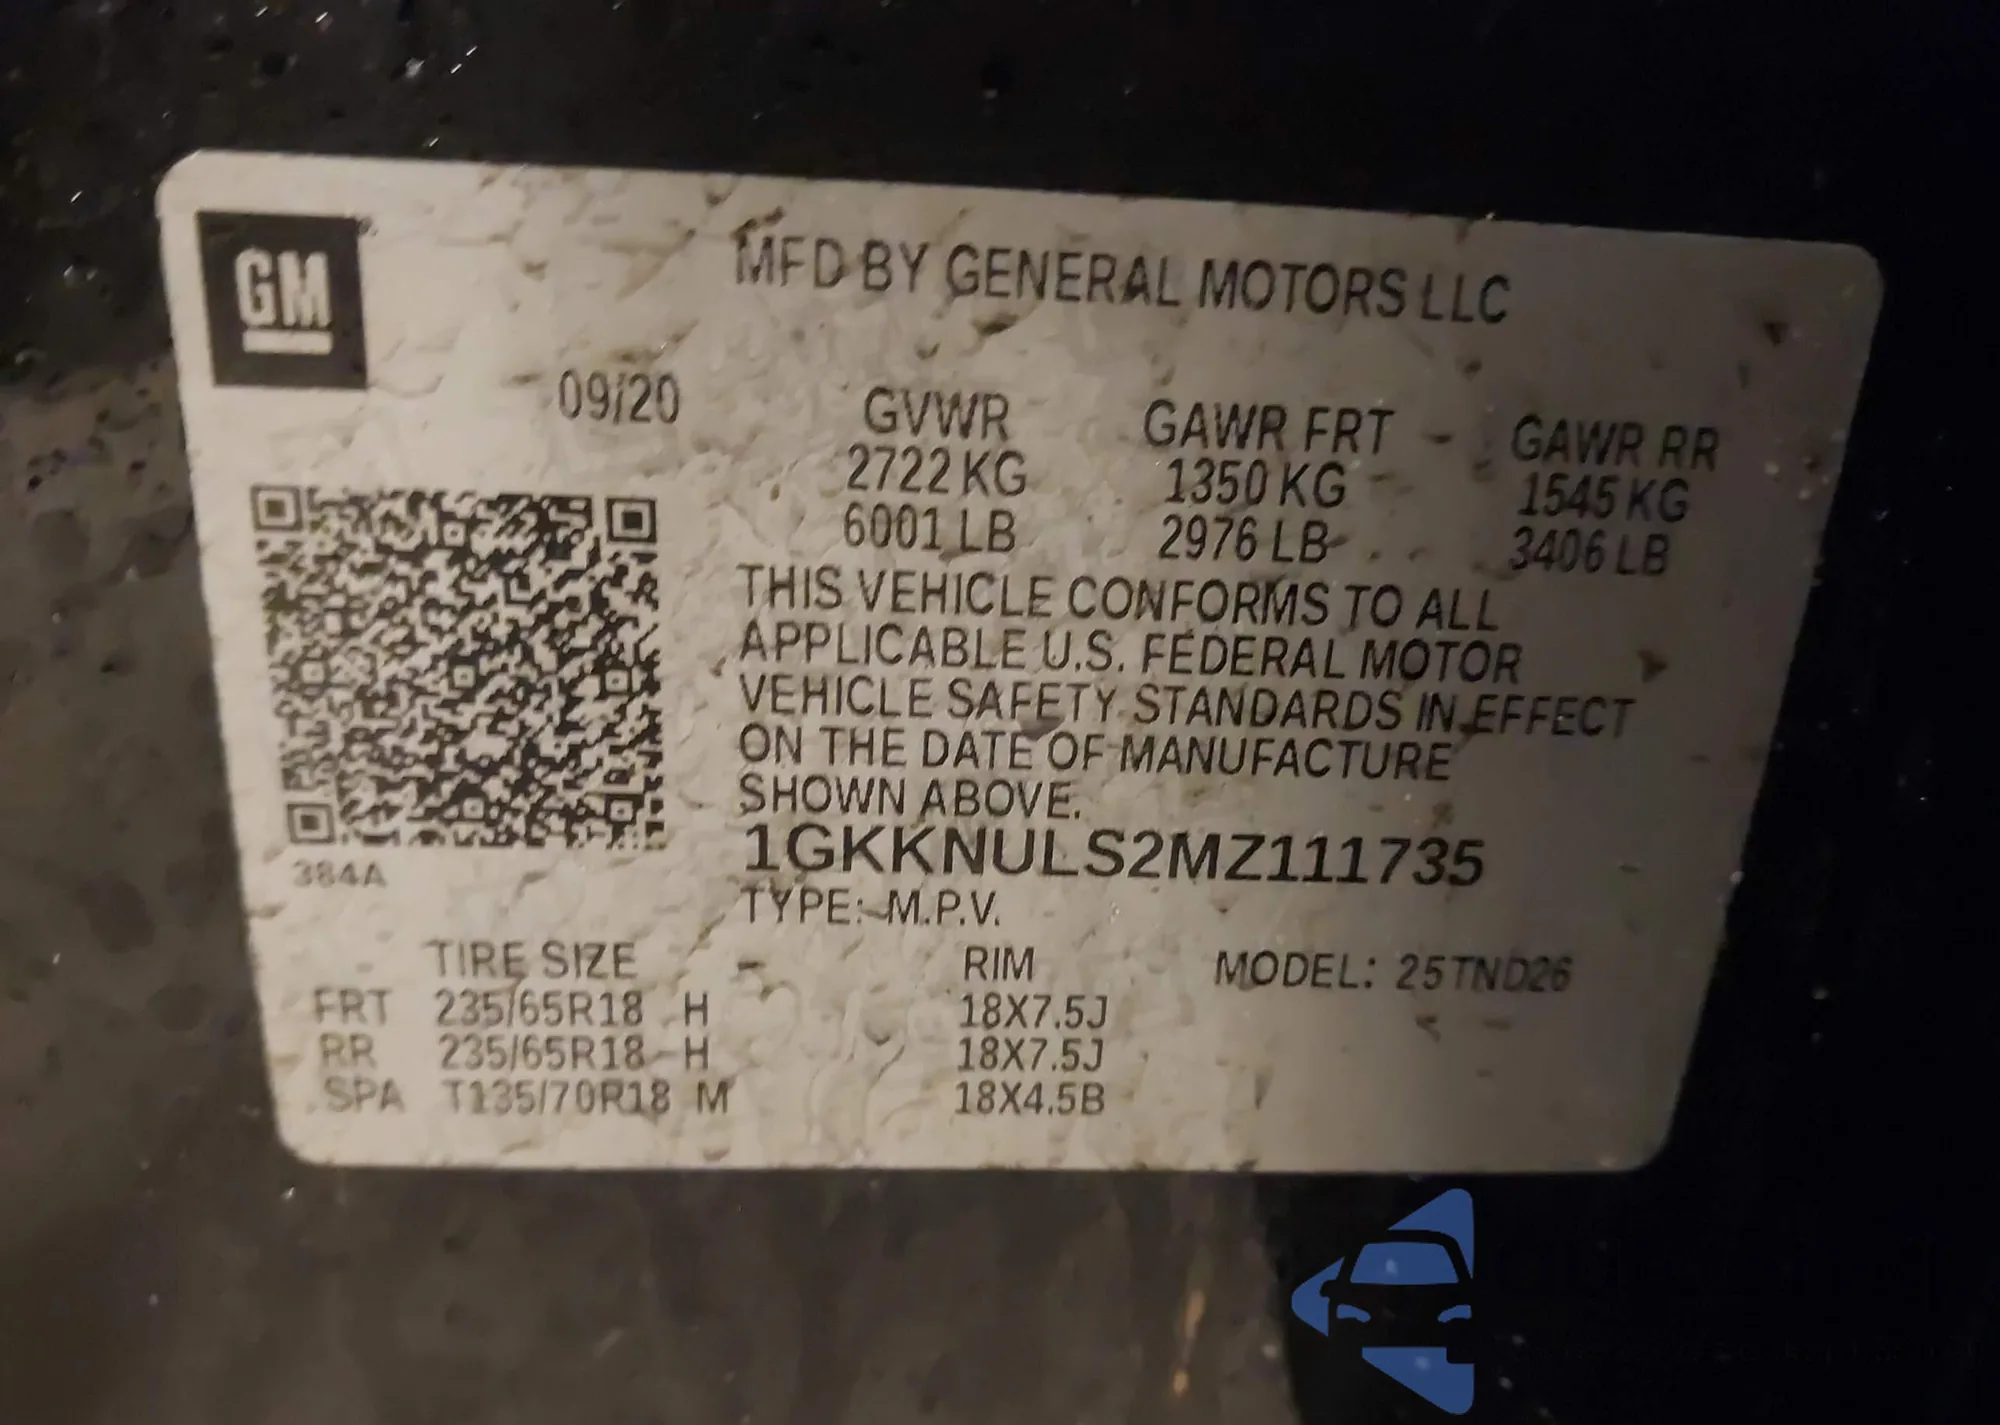 GM
MFD BY GENERAL MOTORS LLC
09/20
GVWR GAWR FRT GAWR RR
2722 KG 1350 KG 1545 KG
6001 LB 2976 LB 3406 LB
THIS VEHICLE CONFORMS TO ALL
APPLICABLE U.S. FEDERAL MOTOR
VEHICLE SAFETY STANDARDS IN EFFECT
ON THE DATE OF MANUFACTURE
SHOWN ABOVE.
1GKKNULS2MZ111735
384A
TYPE: M.P.V.
TIRE SIZE RIM MODEL: 25TND26
FRT 235/65R18 H 18X7.5J
RR 235/65R18 H 18X7.5J
SPA T135/70R18 M 18X4.5B